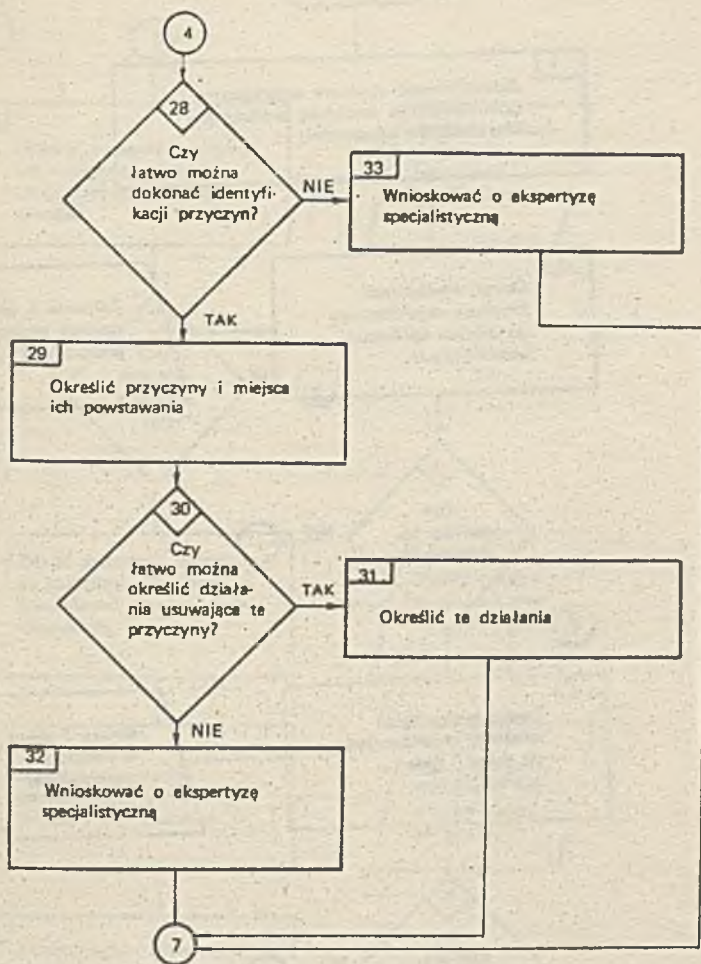 4
28
Czy
łatwo można
dokonać identyfi-
kacji przyczyn?
NIE
33
Wnioskować o ekspertyzę
specjalistyczną
TAK
29
Określić przyczyny i miejsca
ich powstawania
30
Czy
łatwo można
określić działa-
nia usuwające te
przyczyny?
TAK
31
Określić te działania
NIE
32
Wnioskować o ekspertyzę
specjalistyczną
7